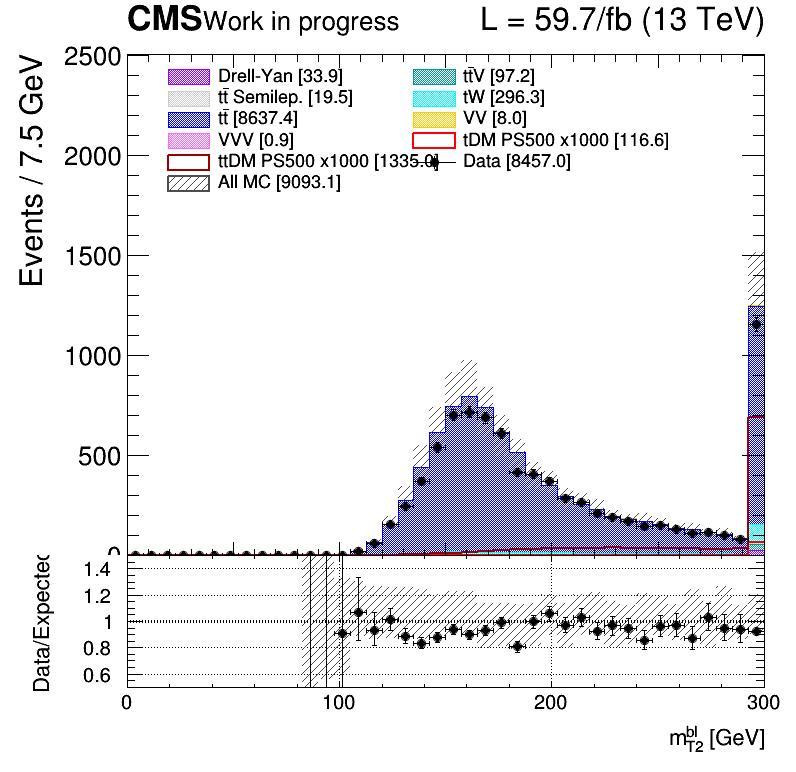 CMS Work in progress L = 59.7/fb (13 TeV)
Events / 7.5 GeV
2500
2000
1500
1000
500
0
Drell-Yan [33.9]
tt̄V [97.2]
tt̄ Semilep. [19.5]
tW [296.3]
tt̄ [8637.4]
VV [8.0]
VVV [0.9]
tDM PS500 x1000 [116.6]
ttDM PS500 x1000 [1335.0]
Data [8457.0]
All MC [9093.1]
Data/Expected
1.4
1.2
1
0.8
0.6
0 100 200 300
m_T2^bl [GeV]